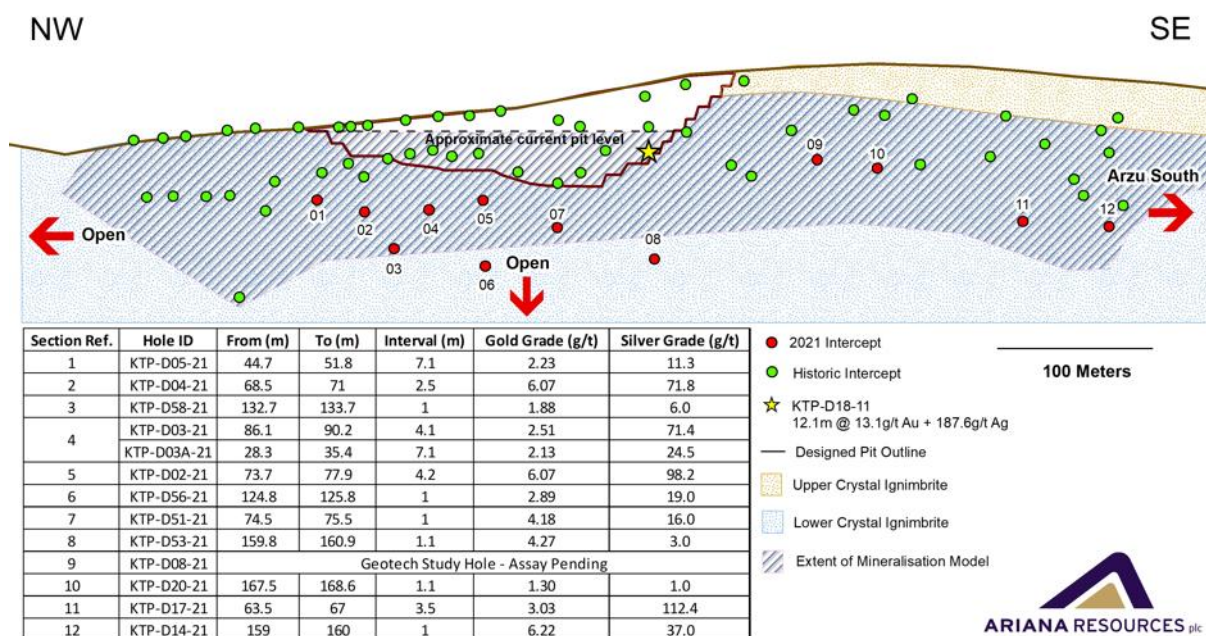 NW
SE
Approximate current pit level
09
10
Arzu South
01
02
04
05
07
11
12
Open
03
08
Open
06
Section Ref. Hole ID From (m) To (m) Interval (m) Gold Grade (g/t) Silver Grade (g/t)
1 KTP-D05-21 44.7 51.8 7.1 2.23 11.3
2 KTP-D04-21 68.5 71 2.5 6.07 71.8
3 KTP-D58-21 132.7 133.7 1 1.88 6.0
4 KTP-D03-21 86.1 90.2 4.1 2.51 71.4
KTP-D03A-21 28.3 35.4 7.1 2.13 24.5
5 KTP-D02-21 73.7 77.9 4.2 6.07 98.2
6 KTP-D56-21 124.8 125.8 1 2.89 19.0
7 KTP-D51-21 74.5 75.5 1 4.18 16.0
8 KTP-D53-21 159.8 160.9 1.1 4.27 3.0
9 KTP-D08-21 Geotech Study Hole - Assay Pending
10 KTP-D20-21 167.5 168.6 1.1 1.30 1.0
11 KTP-D17-21 63.5 67 3.5 3.03 112.4
12 KTP-D14-21 159 160 1 6.22 37.0
2021 Intercept
Historic Intercept
KTP-D18-11
12.1m @ 13.1g/t Au + 187.6g/t Ag
Designed Pit Outline
Upper Crystal Ignimbrite
Lower Crystal Ignimbrite
Extent of Mineralisation Model
100 Meters
ARIANA RESOURCES plc